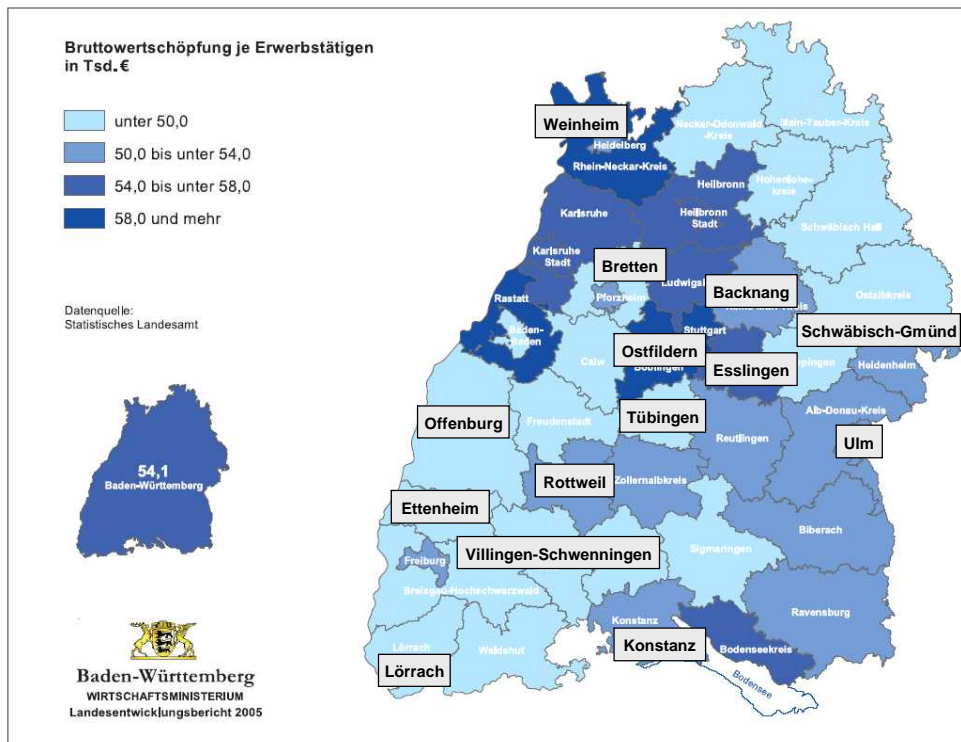 Bruttowertschöpfung je Erwerbstätigen
in Tsd.€
unter 50,0
50,0 bis unter 54,0
54,0 bis unter 58,0
58,0 und mehr
Datenquelle:
Statistisches Landesamt
54,1
Baden-Württemberg
Baden-Württemberg
WIRTSCHAFTSMINISTERIUM
Landesentwicklungsbericht 2005
Weinheim
Heidelberg
Rhein-Neckar-Kreis
Neckar-Odenwald
-Kreis
Main-Tauber-Kreis
Heilbronn
Hohenlohe-
kreis
Karlsruhe
Heilbronn
Stadt
Schwäbisch Hall
Karlsruhe
Stadt
Bretten
Rastatt
Pforzheim
Backnang
Ostalbkreis
Baden-
Baden
Stuttgart
Schwäbisch-Gmünd
Calw
Ostfildern
Böblingen
Esslingen
Heidenheim
Offenburg
Freudenstadt
Tübingen
Reutlingen
Alb-Donau-Kreis
Ulm
Rottweil
Zollernalbkreis
Ettenheim
Biberach
Villingen-Schwenningen
Sigmaringen
Freiburg
Breisgau-Hochschwarzwald
Ravensburg
Konstanz
Konstanz
Bodenseekreis
Lörrach
Waldshut
Lörrach
Bodensee